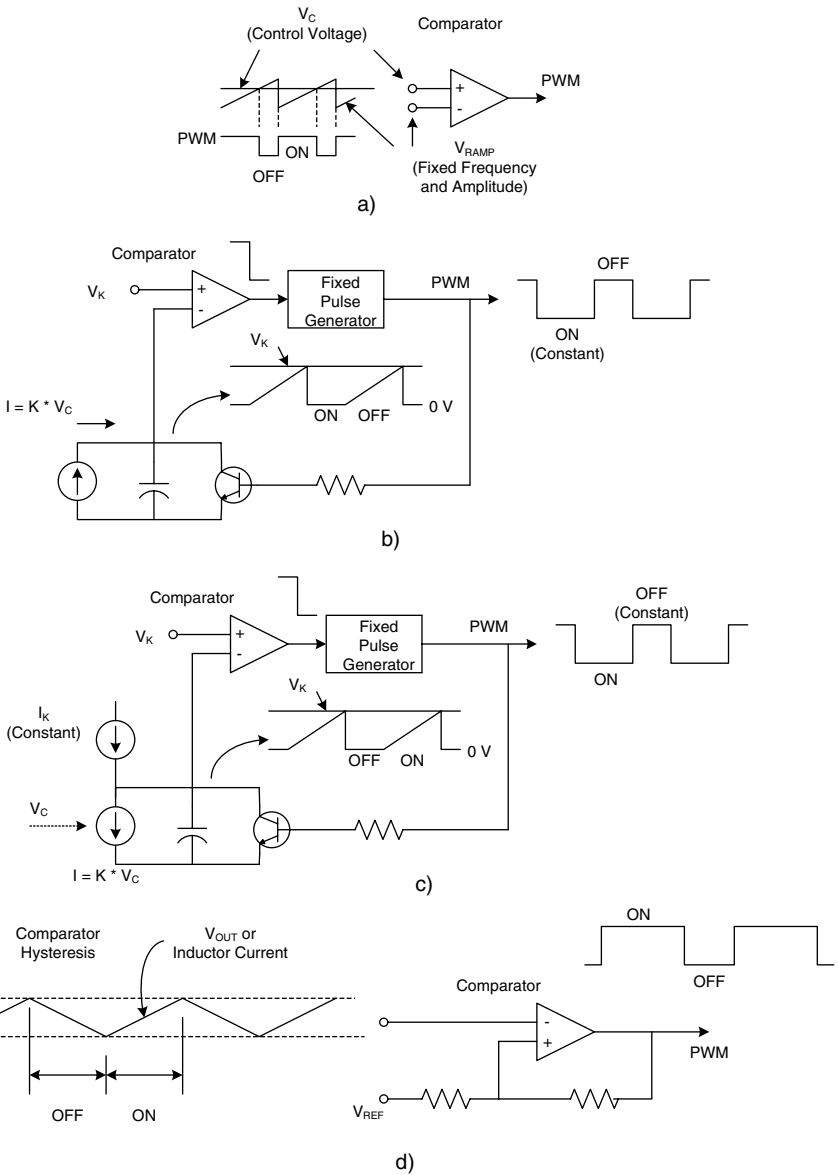 V_C
(Control Voltage)
Comparator
+
-
PWM
PWM
ON
OFF
V_RAMP
(Fixed Frequency
and Amplitude)
a)
Comparator
V_K
+
-
Fixed
Pulse
Generator
PWM
OFF
ON
(Constant)
V_K
ON
OFF
0 V
I = K * V_C
b)
Comparator
V_K
+
-
Fixed
Pulse
Generator
PWM
OFF
(Constant)
ON
V_K
OFF
ON
0 V
I_K
(Constant)
V_C
I = K * V_C
c)
Comparator
Hysteresis
V_OUT or
Inductor Current
OFF
ON
ON
OFF
Comparator
-
+
PWM
V_REF
d)